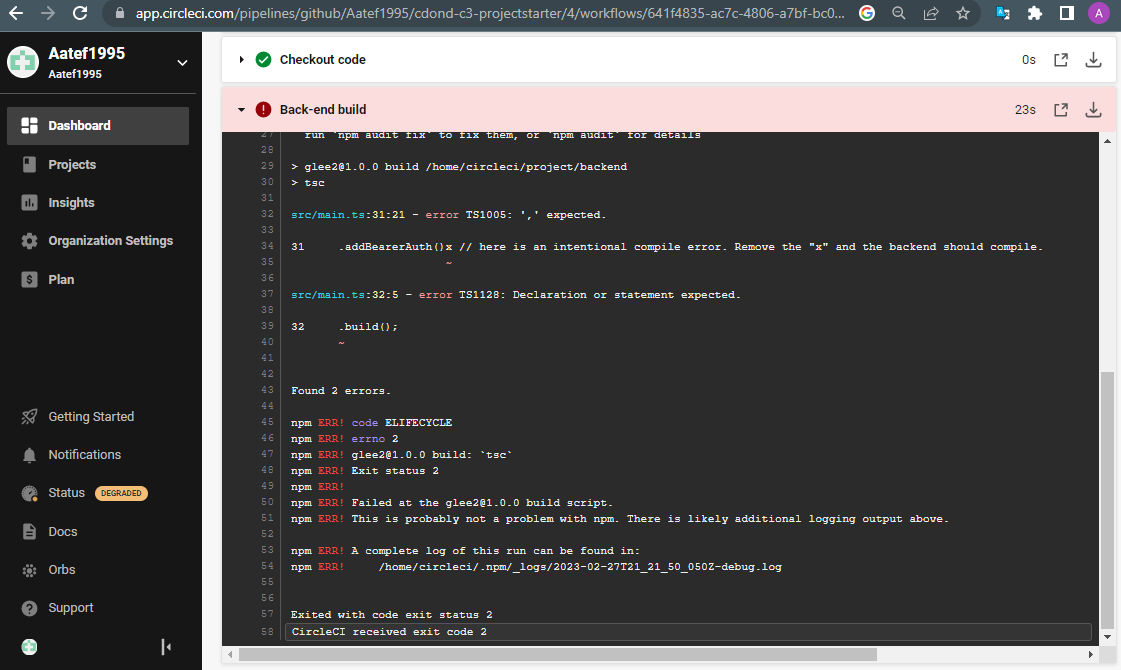 app.circleci.com/pipelines/github/Aatef1995/cdond-c3-projectstarter/4/workflows/641f4835-ac7c-4806-a7bf-bc0...
A
Aatef1995
Aatef1995
Dashboard
Projects
Insights
Organization Settings
Plan
Getting Started
Notifications
Status DEGRADED
Docs
Orbs
Support
Checkout code 0s
Back-end build 23s
27 run `npm audit fix` to fix them, or `npm audit` for details
28
29 > glee2@1.0.0 build /home/circleci/project/backend
30 > tsc
31
32 src/main.ts:31:21 - error TS1005: ',' expected.
33
34 31 .addBearerAuth()x // here is an intentional compile error. Remove the "x" and the backend should compile.
35 ~
36
37 src/main.ts:32:5 - error TS1128: Declaration or statement expected.
38
39 32 .build();
40 ~
41
42
43 Found 2 errors.
44
45 npm ERR! code ELIFECYCLE
46 npm ERR! errno 2
47 npm ERR! glee2@1.0.0 build: `tsc`
48 npm ERR! Exit status 2
49 npm ERR!
50 npm ERR! Failed at the glee2@1.0.0 build script.
51 npm ERR! This is probably not a problem with npm. There is likely additional logging output above.
52
53 npm ERR! A complete log of this run can be found in:
54 npm ERR! /home/circleci/.npm/_logs/2023-02-27T21_21_50_050Z-debug.log
55
56
57 Exited with code exit status 2
58 CircleCI received exit code 2